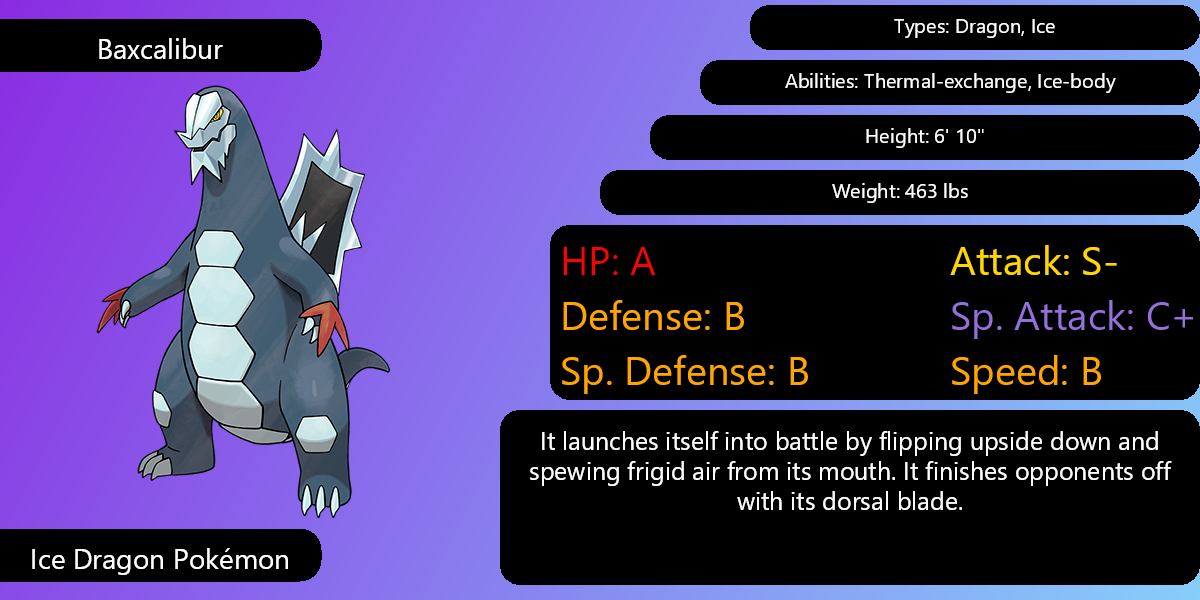 Baxcalibur
Types: Dragon, Ice
Abilities: Thermal-exchange, Ice-body
Height: 6' 10"
Weight: 463 lbs
HP: A
Attack: S-
Defense: B
Sp. Attack: C+
Sp. Defense: B
Speed: B
It launches itself into battle by flipping upside down and
spewing frigid air from its mouth. It finishes opponents off
with its dorsal blade.
Ice Dragon Pokémon